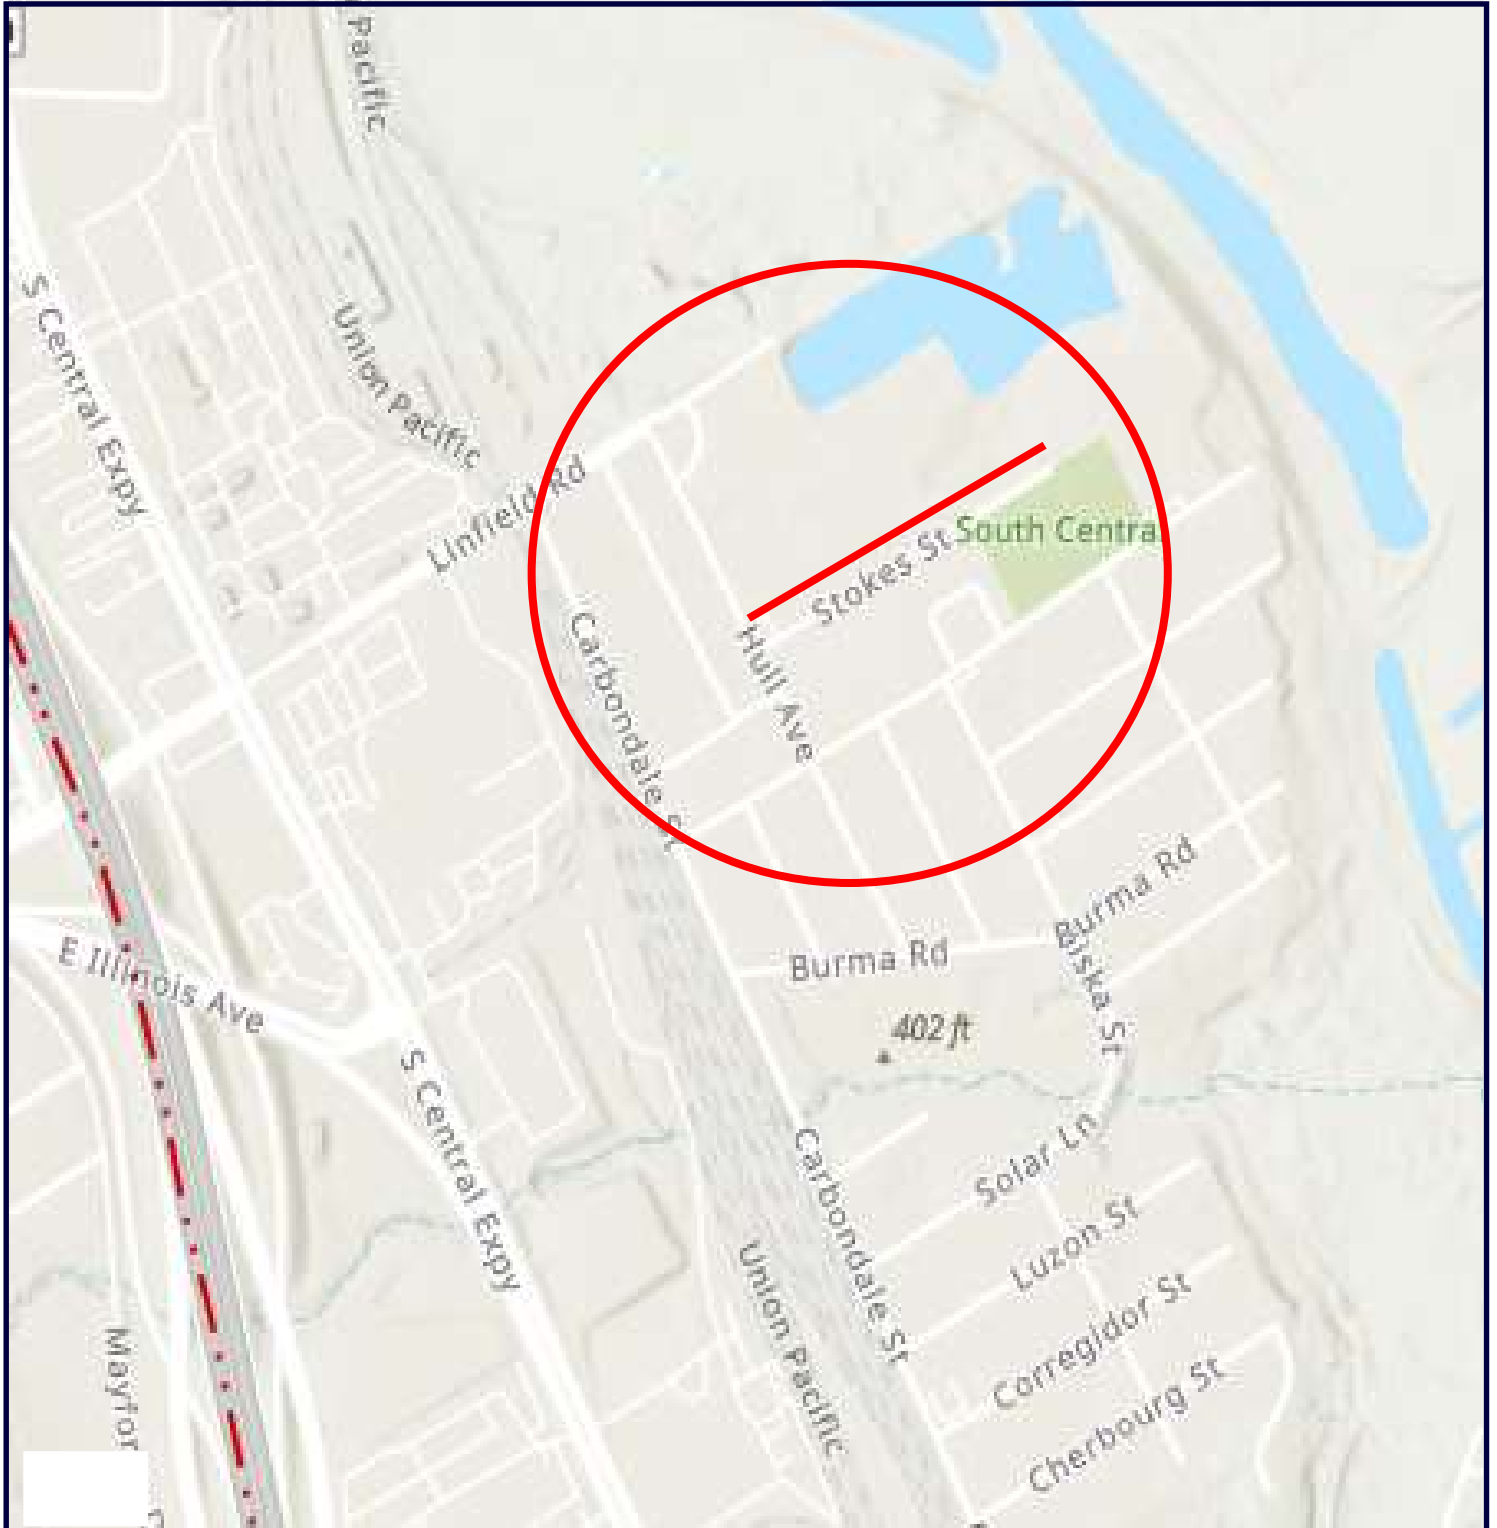 Pacific
S Central Expy
Union Pacific
Linfield Rd
South Centra
Stokes St
Hull Ave
Carbondale St
Burma Rd
Burma Rd
Biska St
E Illinois Ave
402 ft
S Central Expy
Solar Ln
Carbondale St
Luzon St
Union Pacific
Corregidor St
Mayfor
Cherbourg St